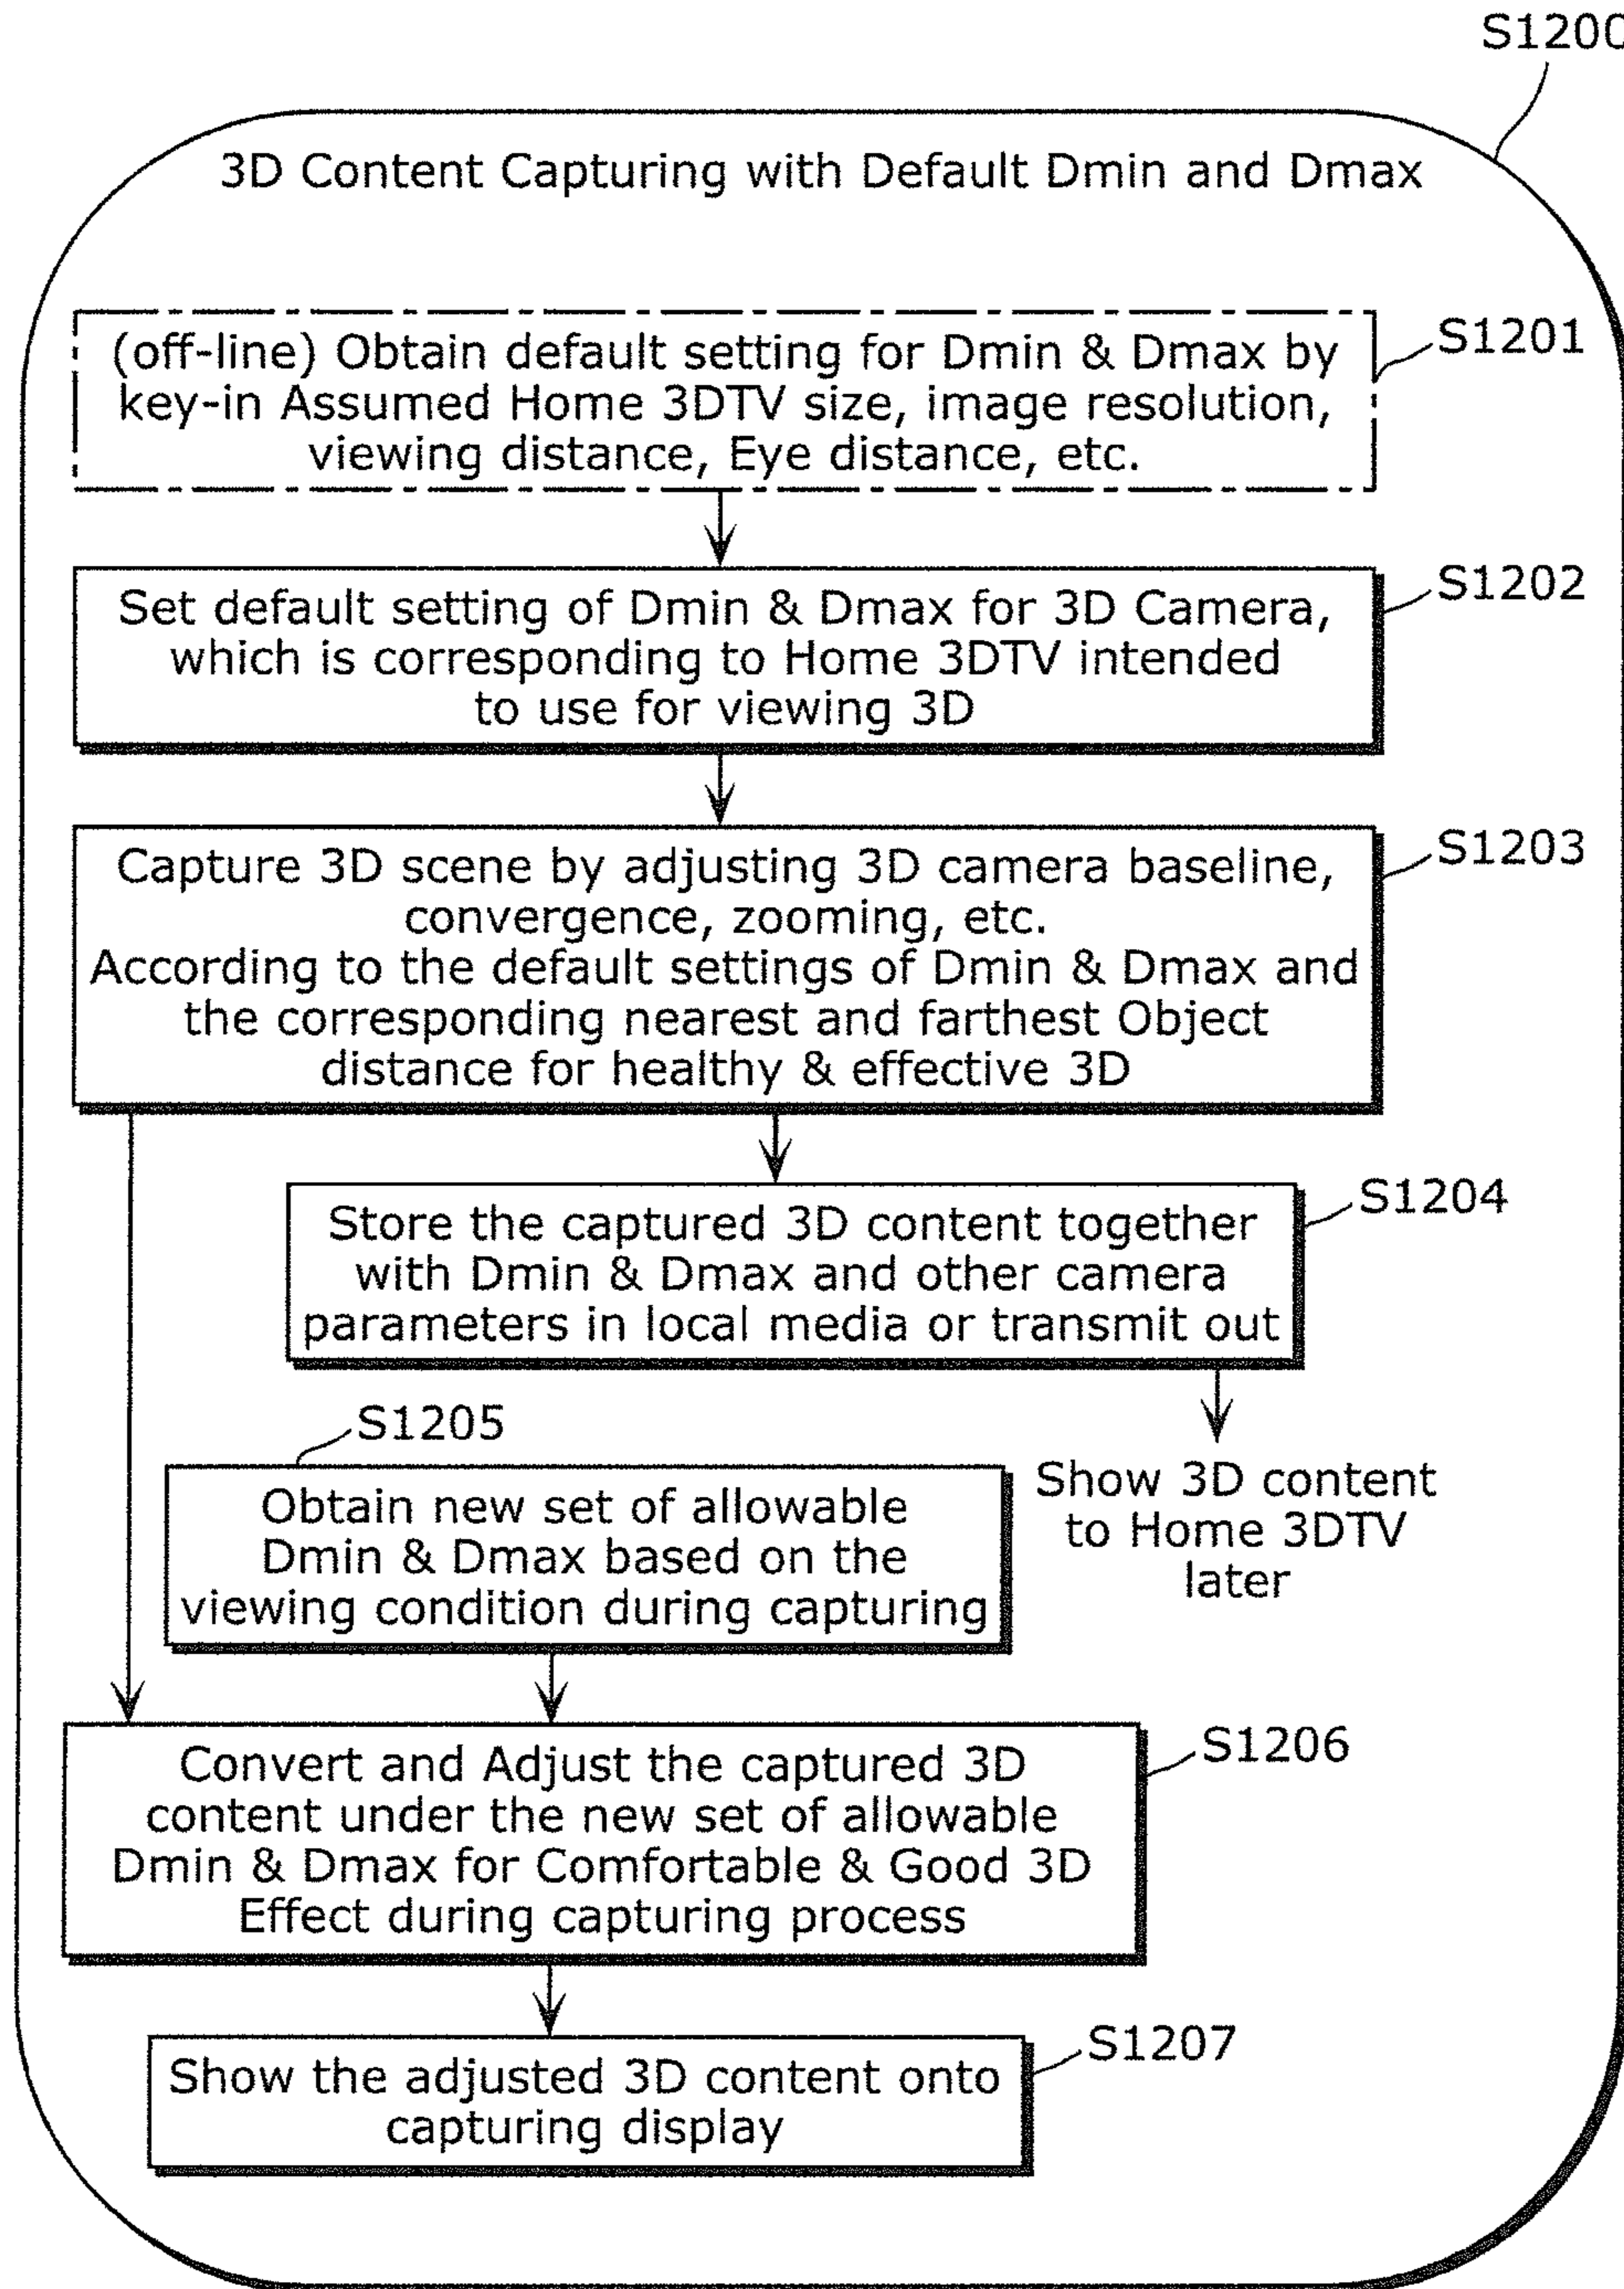 S1200
3D Content Capturing with Default Dmin and Dmax
(off-line) Obtain default setting for Dmin & Dmax by
key-in Assumed Home 3DTV size, image resolution,
viewing distance, Eye distance, etc.
S1201
Set default setting of Dmin & Dmax for 3D Camera,
which is corresponding to Home 3DTV intended
to use for viewing 3D
S1202
Capture 3D scene by adjusting 3D camera baseline,
convergence, zooming, etc.
According to the default settings of Dmin & Dmax and
the corresponding nearest and farthest Object
distance for healthy & effective 3D
S1203
Store the captured 3D content together
with Dmin & Dmax and other camera
parameters in local media or transmit out
S1204
Show 3D content
to Home 3DTV
later
S1205
Obtain new set of allowable
Dmin & Dmax based on the
viewing condition during capturing
Convert and Adjust the captured 3D
content under the new set of allowable
Dmin & Dmax for Comfortable & Good 3D
Effect during capturing process
S1206
Show the adjusted 3D content onto
capturing display
S1207